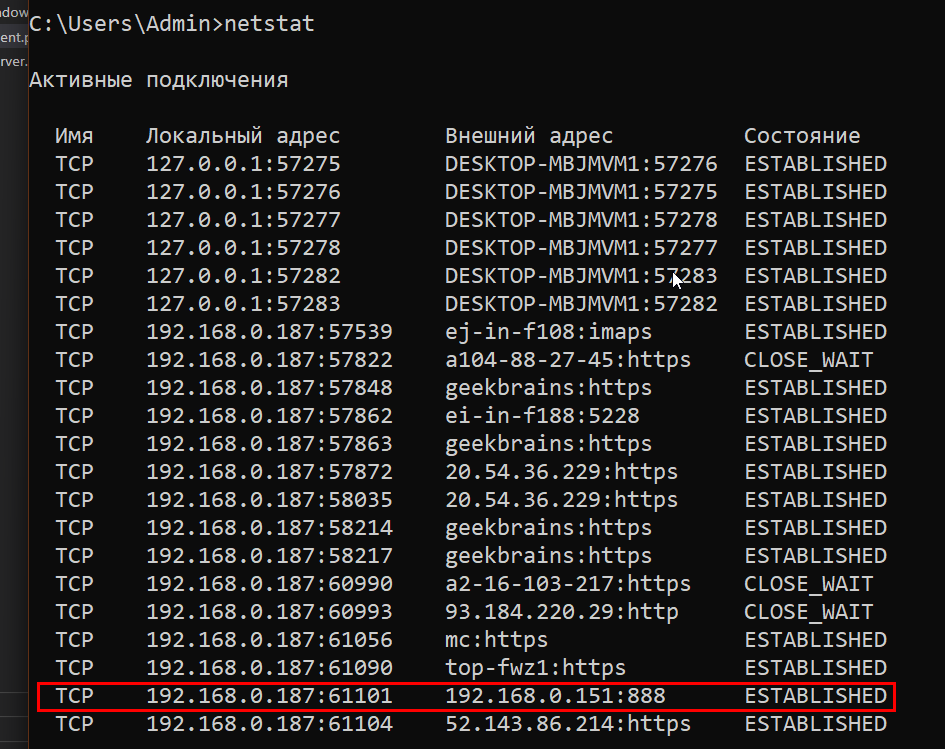 C:\Users\Admin>netstat
Активные подключения
Имя Локальный адрес Внешний адрес Состояние
TCP 127.0.0.1:57275 DESKTOP-MBJMVM1:57276 ESTABLISHED
TCP 127.0.0.1:57276 DESKTOP-MBJMVM1:57275 ESTABLISHED
TCP 127.0.0.1:57277 DESKTOP-MBJMVM1:57278 ESTABLISHED
TCP 127.0.0.1:57278 DESKTOP-MBJMVM1:57277 ESTABLISHED
TCP 127.0.0.1:57282 DESKTOP-MBJMVM1:57283 ESTABLISHED
TCP 127.0.0.1:57283 DESKTOP-MBJMVM1:57282 ESTABLISHED
TCP 192.168.0.187:57539 ej-in-f108:imaps ESTABLISHED
TCP 192.168.0.187:57822 a104-88-27-45:https CLOSE_WAIT
TCP 192.168.0.187:57848 geekbrains:https ESTABLISHED
TCP 192.168.0.187:57862 ei-in-f188:5228 ESTABLISHED
TCP 192.168.0.187:57863 geekbrains:https ESTABLISHED
TCP 192.168.0.187:57872 20.54.36.229:https ESTABLISHED
TCP 192.168.0.187:58035 20.54.36.229:https ESTABLISHED
TCP 192.168.0.187:58214 geekbrains:https ESTABLISHED
TCP 192.168.0.187:58217 geekbrains:https ESTABLISHED
TCP 192.168.0.187:60990 a2-16-103-217:https CLOSE_WAIT
TCP 192.168.0.187:60993 93.184.220.29:http CLOSE_WAIT
TCP 192.168.0.187:61056 mc:https ESTABLISHED
TCP 192.168.0.187:61090 top-fwz1:https ESTABLISHED
TCP 192.168.0.187:61101 192.168.0.151:888 ESTABLISHED
TCP 192.168.0.187:61104 52.143.86.214:https ESTABLISHED